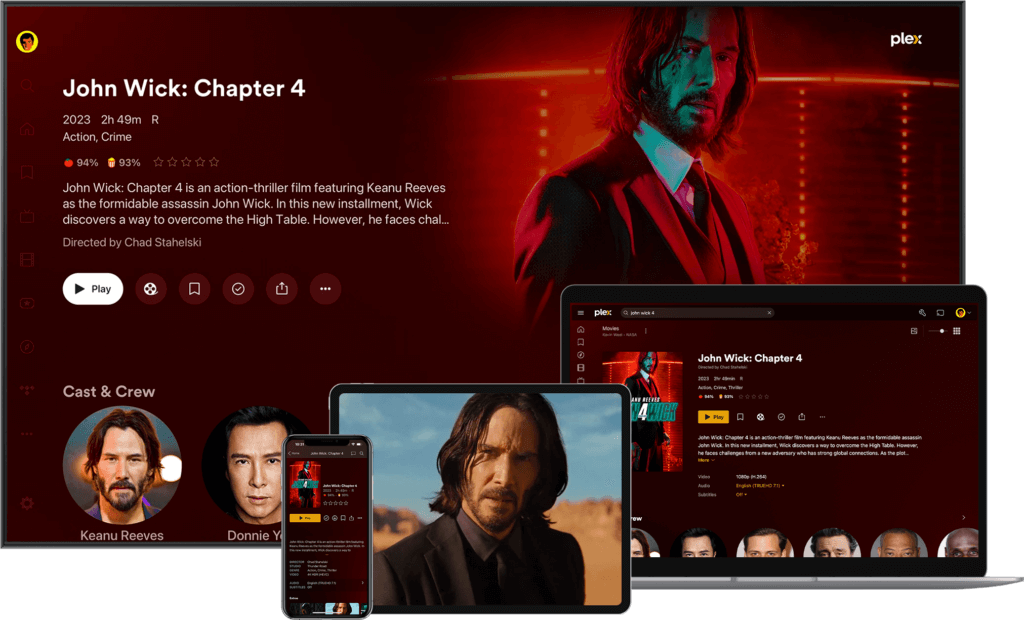 plex
John Wick: Chapter 4
2023 2h 49m R
Action, Crime
94% 93%
John Wick: Chapter 4 is an action-thriller film featuring Keanu Reeves
as the formidable assassin John Wick. In this new installment, Wick
discovers a way to overcome the High Table. However, he faces chal...
Directed by Chad Stahelski
Play
Cast & Crew
Keanu Reeves
Donnie Y
plex
john wick 4
Movies
John Wick: Chapter 4
Directed by Chad Stahelski
2023 2h 49min R
Action, Crime, Thriller
94% 93%
Play
John Wick: Chapter 4 is an action-thriller film featuring Keanu Reeves as the formidable assassin
John Wick. In this new installment, Wick discovers a way to overcome the High Table. However,
he faces challenges from a new adversary who has strong global connections. As the plot...
More
Video 1080p (H.264)
Audio English (TRUEHD 7.1)
Subtitles Off
rew
John Wick: Chapter 4
John Wick: Chapter 4
Play